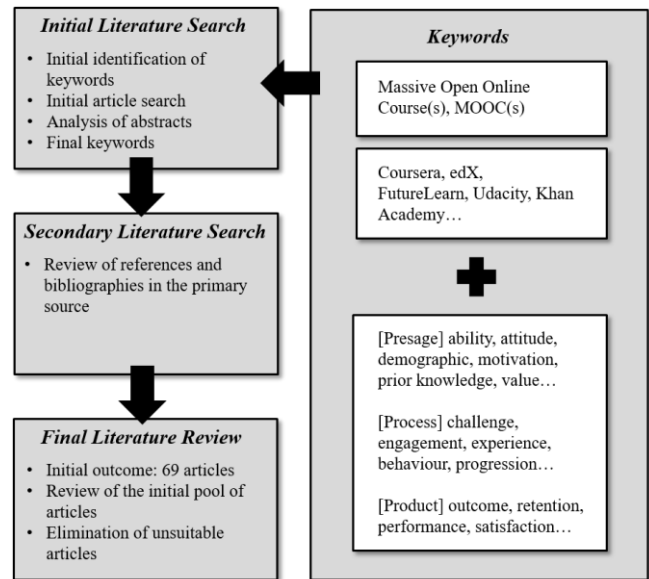 Initial Literature Search
• Initial identification of
keywords
• Initial article search
• Analysis of abstracts
• Final keywords
Secondary Literature Search
• Review of references and
bibliographies in the primary
source
Final Literature Review
• Initial outcome: 69 articles
• Review of the initial pool of
articles
• Elimination of unsuitable
articles
Keywords
Massive Open Online
Course(s), MOOC(s)
Coursera, edX,
FutureLearn, Udacity, Khan
Academy…
[Presage] ability, attitude,
demographic, motivation,
prior knowledge, value…
[Process] challenge,
engagement, experience,
behaviour, progression…
[Product] outcome, retention,
performance, satisfaction…